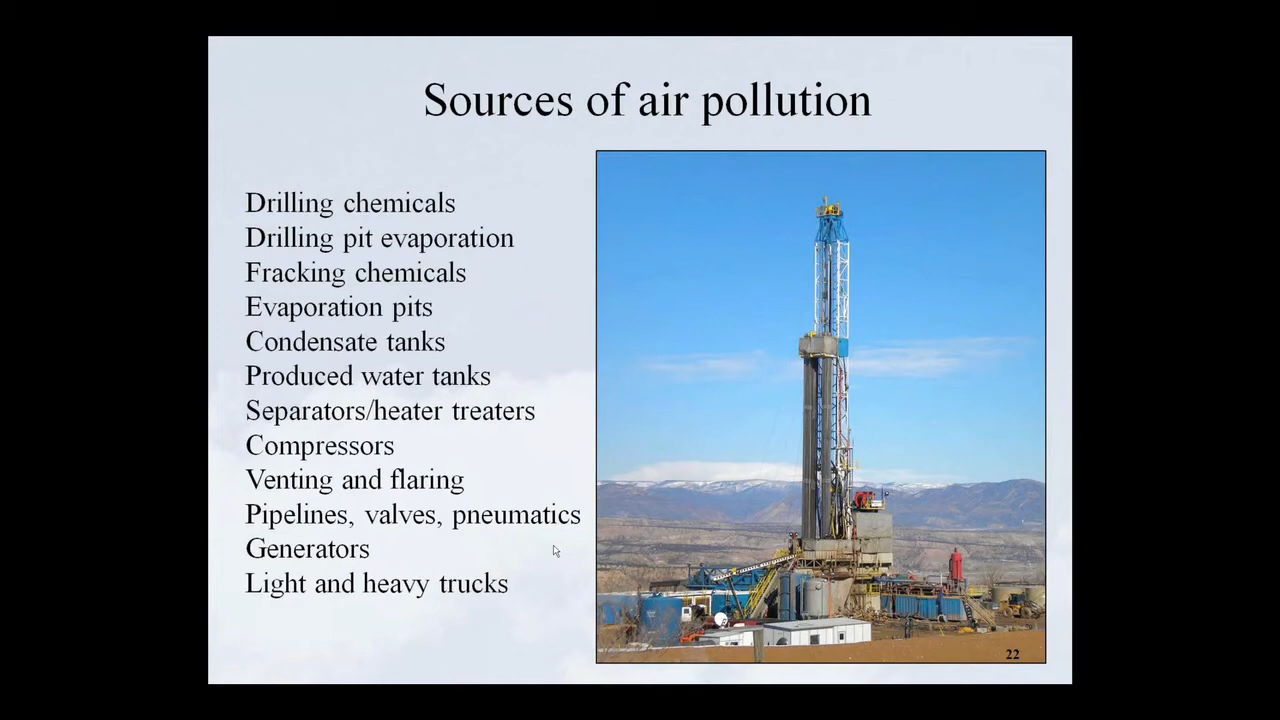 Sources of air pollution
Drilling chemicals
Drilling pit evaporation
Fracking chemicals
Evaporation pits
Condensate tanks
Produced water tanks
Separators/heater treaters
Compressors
Venting and flaring
Pipelines, valves, pneumatics
Generators
Light and heavy trucks
22